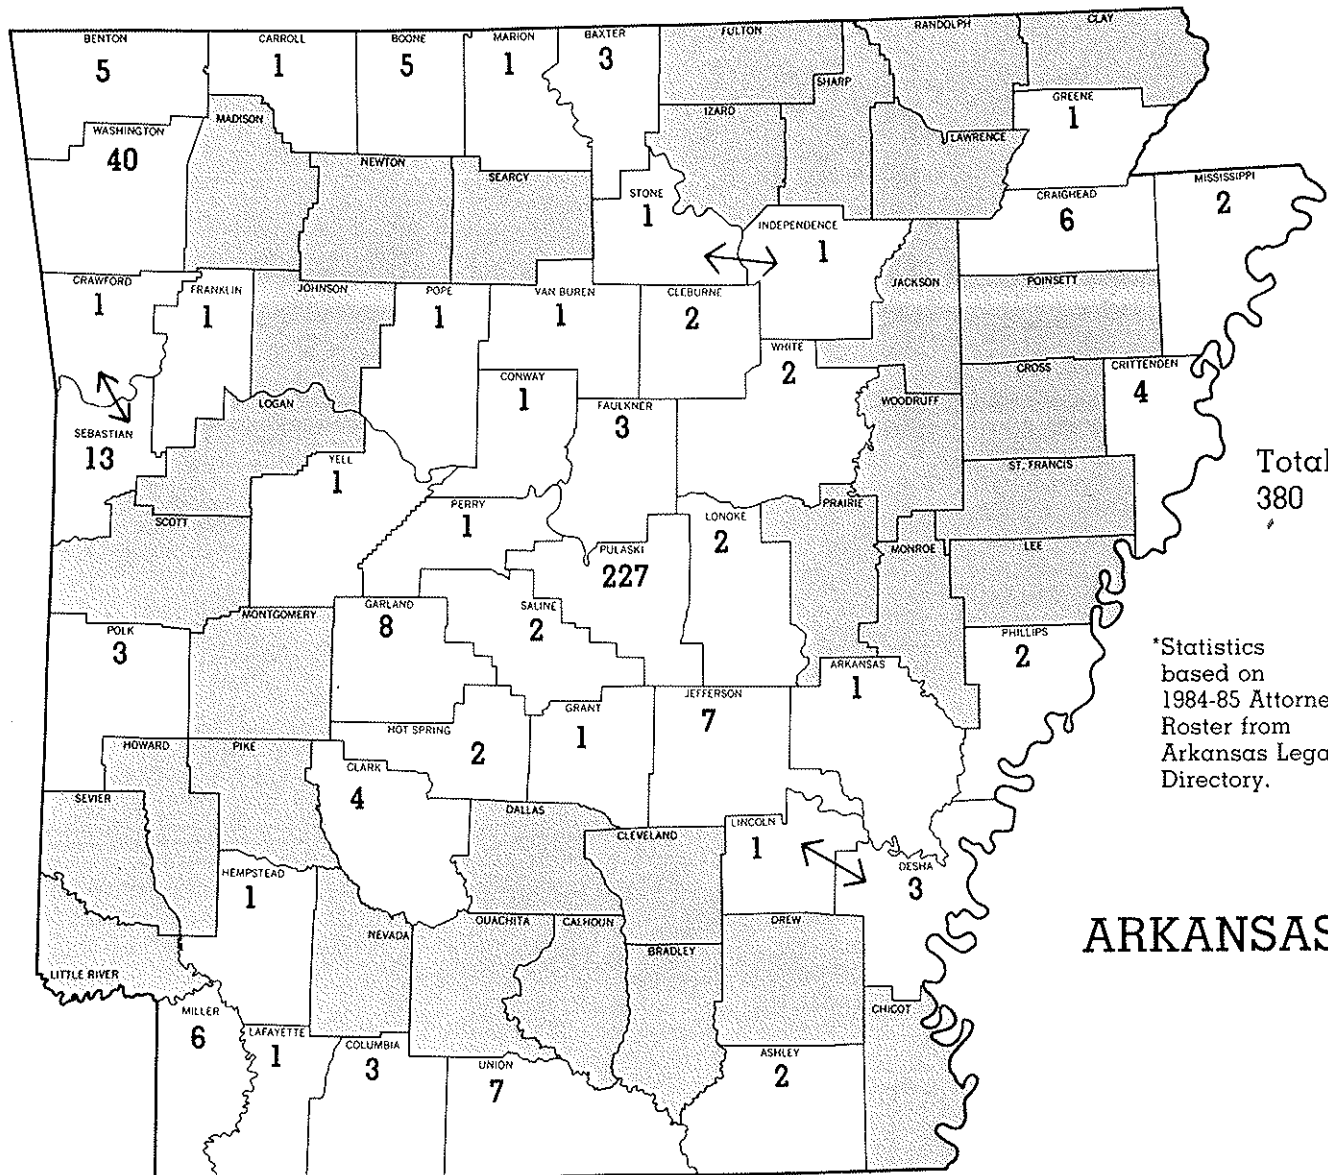 BENTON
5
CARROLL
1
BOONE
5
MARION
1
BAXTER
3
FULTON
SHARP
RANDOLPH
CLAY
GREENE
1
IZARD
LAWRENCE
WASHINGTON
40
MADISON
NEWTON
SEARCY
STONE
1
INDEPENDENCE
1
CRAIGHEAD
6
MISSISSIPPI
2
CRAWFORD
1
FRANKLIN
1
JOHNSON
POPE
1
VAN BUREN
1
CLEBURNE
2
JACKSON
POINSETT
WHITE
2
CROSS
CRITTENDEN
4
CONWAY
1
FAULKNER
3
WOODRUFF
LOGAN
SEBASTIAN
13
YELL
1
ST. FRANCIS
Total
380
SCOTT
PERRY
1
LONOKE
2
PRAIRIE
PULASKI
227
MONROE
LEE
MONTGOMERY
GARLAND
8
SALINE
2
POLK
3
PHILLIPS
2
*Statistics
based on
1984-85 Attorne
Roster from
Arkansas Lega
Directory.
ARKANSAS
1
JEFFERSON
7
GRANT
1
HOT SPRING
2
HOWARD
PIKE
CLARK
4
SEVIER
DALLAS
CLEVELAND
LINCOLN
1
DESHA
3
HEMPSTEAD
1
NEVADA
OUACHITA
CALHOUN
DREW
BRADLEY
ARKANSAS
LITTLE RIVER
MILLER
6
LAFAYETTE
1
COLUMBIA
3
UNION
7
ASHLEY
2
CHICOT